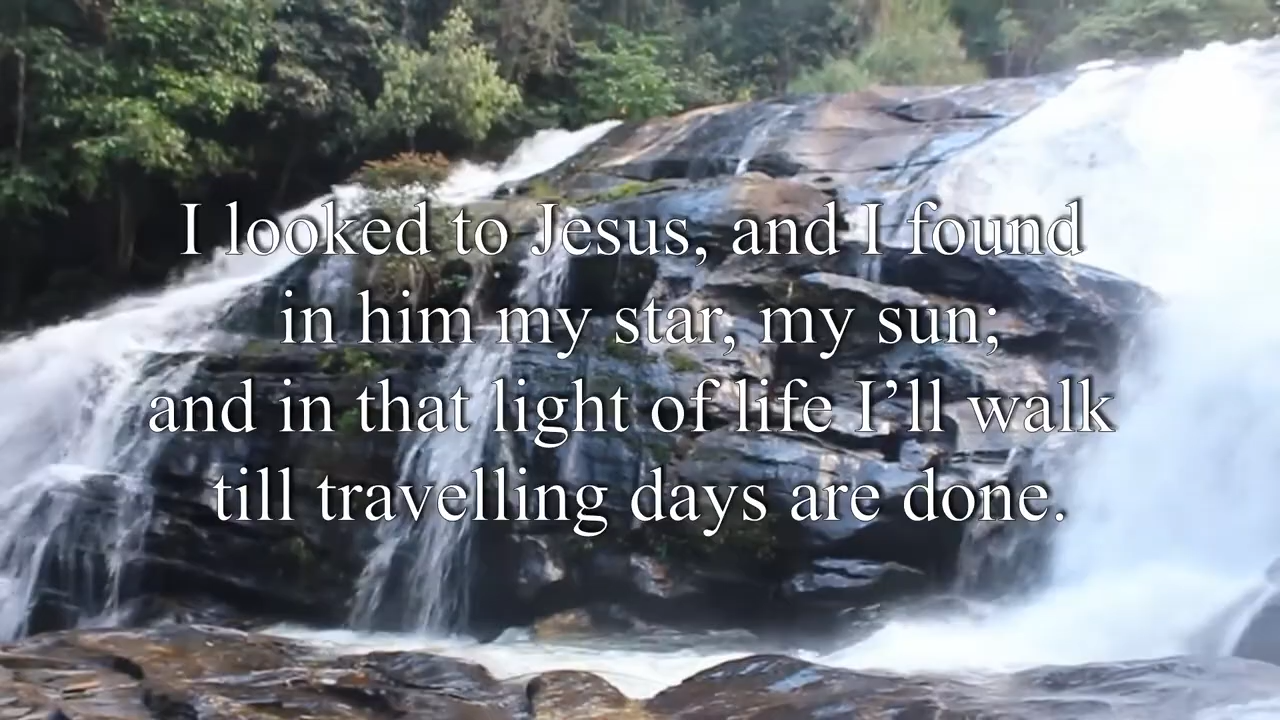 I looked to Jesus, and I found
in him my star, my sun;
and in that light of life I’ll walk
till travelling days are done.